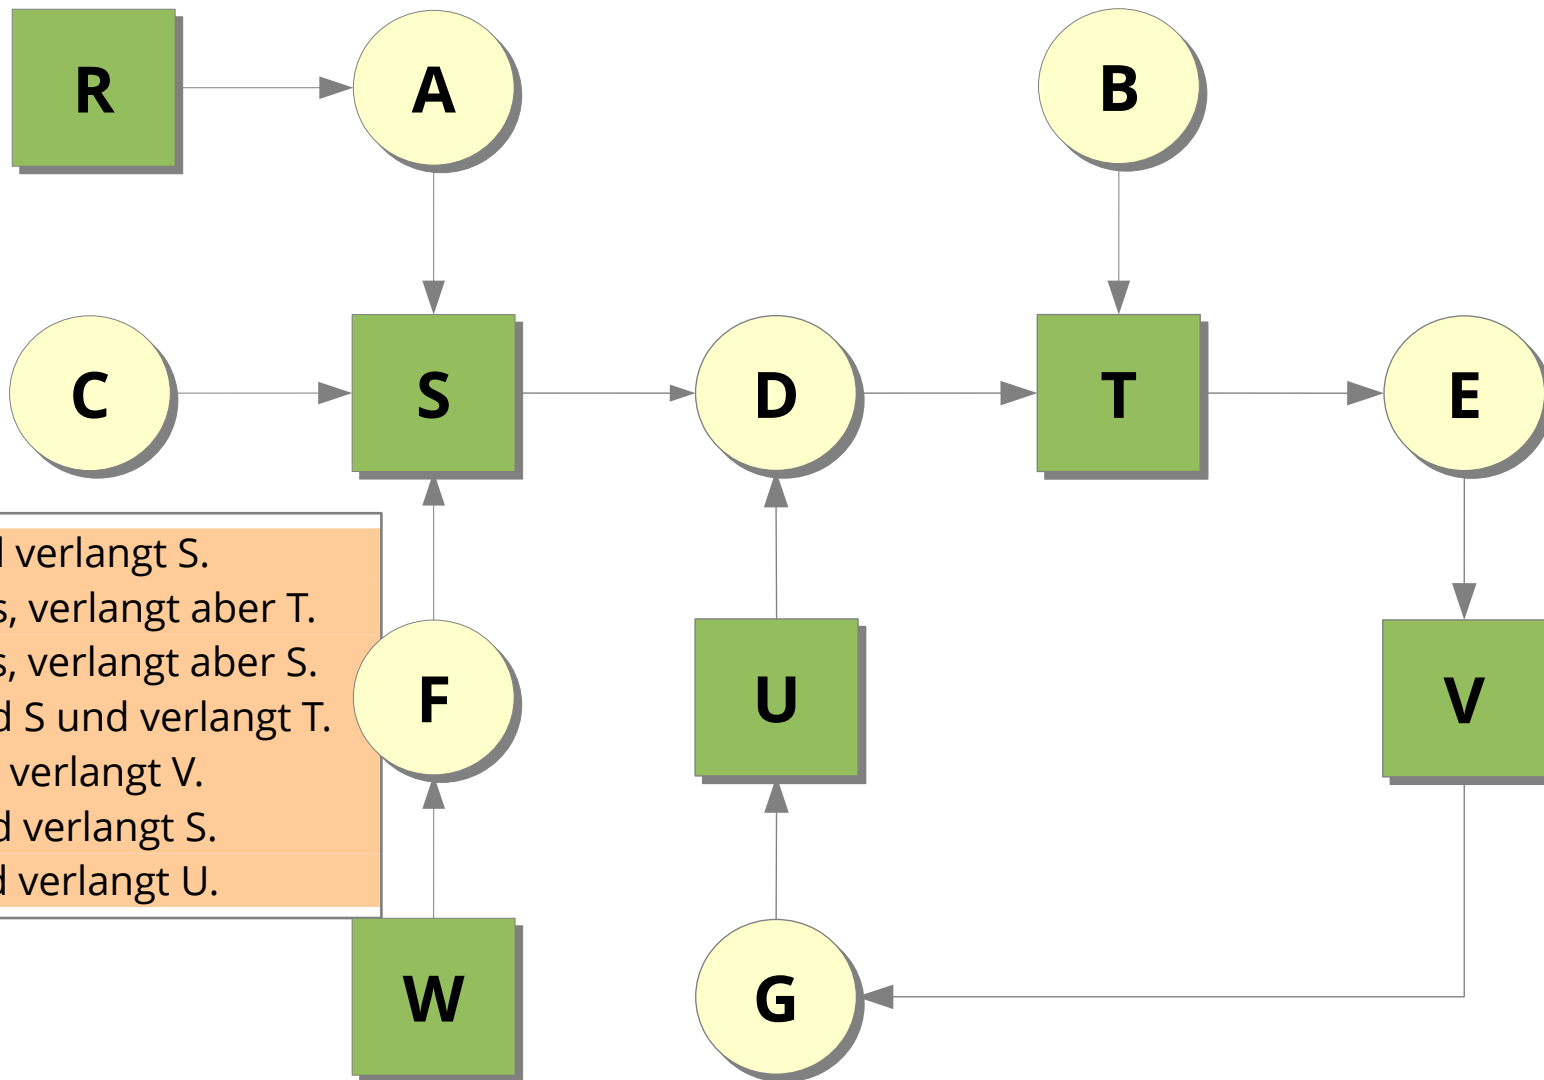 R A B
C S D T E
verlangt S.
, verlangt aber T.
, verlangt aber S.
S und verlangt T.
verlangt V.
verlangt S.
verlangt U.
F U V
W G